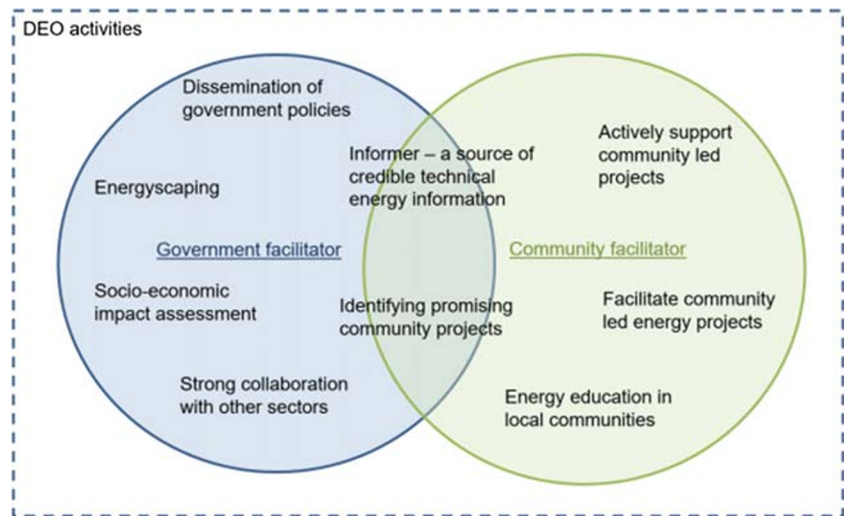 DEO activities
Dissemination of
government policies
Informer – a source of
credible technical
energy information
Actively support
community led
projects
Energyscaping
Government facilitator
Community facilitator
Socio-economic
impact assessment
Identifying promising
community projects
Facilitate community
led energy projects
Strong collaboration
with other sectors
Energy education in
local communities